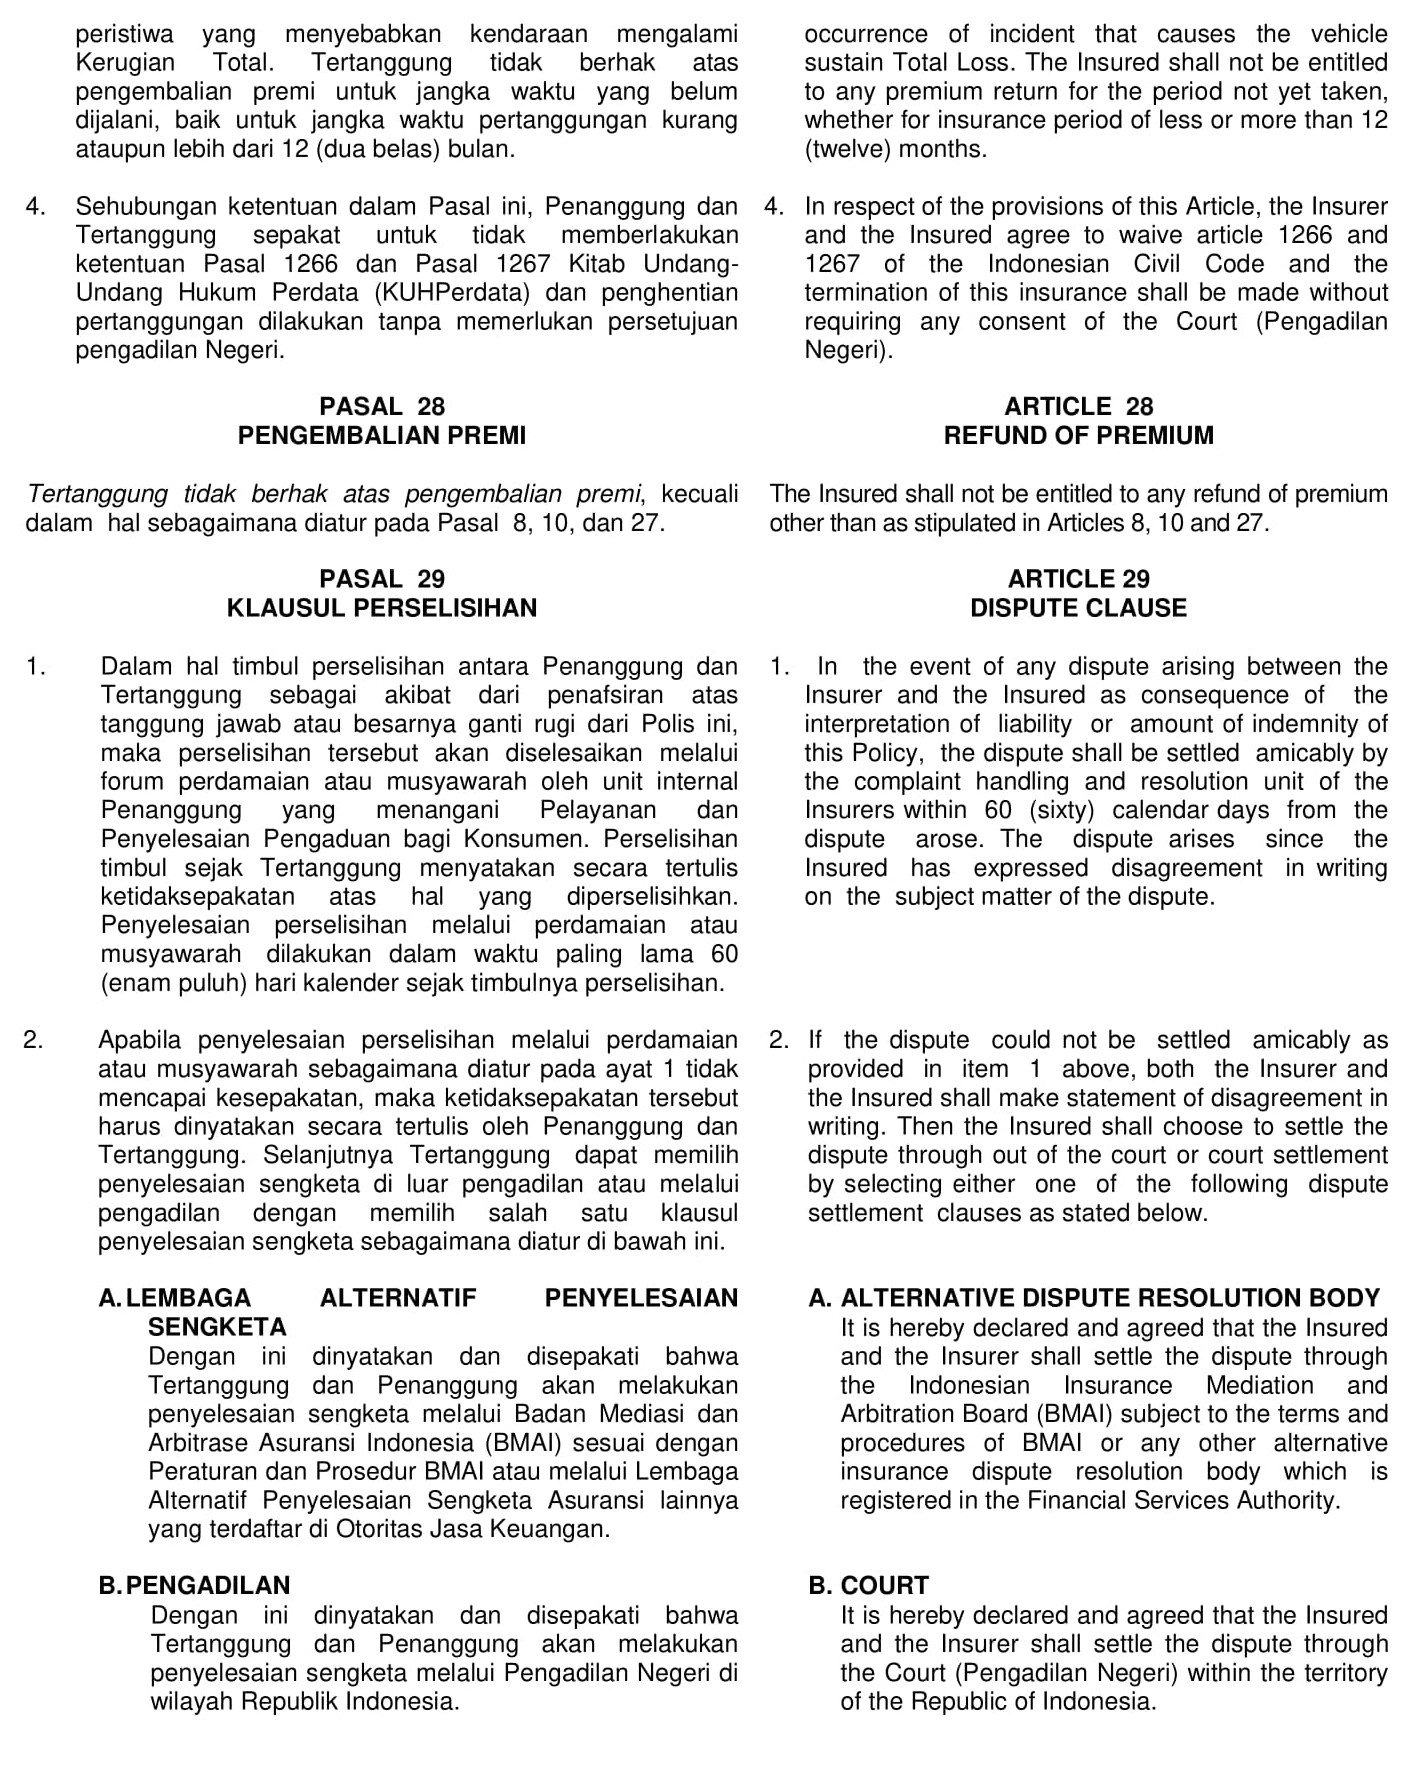 peristiwa yang menyebabkan kendaraan mengalami
Kerugian Total. Tertanggung tidak berhak atas
pengembalian premi untuk jangka waktu yang belum
dijalani, baik untuk jangka waktu pertanggungan kurang
ataupun lebih dari 12 (dua belas) bulan.
4. Sehubungan ketentuan dalam Pasal ini, Penanggung dan
Tertanggung sepakat untuk tidak memberlakukan
ketentuan Pasal 1266 dan Pasal 1267 Kitab Undang-
Undang Hukum Perdata (KUHPerdata) dan penghentian
pertanggungan dilakukan tanpa memerlukan persetujuan
pengadilan Negeri.
PASAL 28
PENGEMBALIAN PREMI
Tertanggung tidak berhak atas pengembalian premi, kecuali
dalam hal sebagaimana diatur pada Pasal 8, 10, dan 27.
PASAL 29
KLAUSUL PERSELISIHAN
1. Dalam hal timbul perselisihan antara Penanggung dan
Tertanggung sebagai akibat dari penafsiran atas
tanggung jawab atau besarnya ganti rugi dari Polis ini,
maka perselisihan tersebut akan diselesaikan melalui
forum perdamaian atau musyawarah oleh unit internal
Penanggung yang menangani Pelayanan dan
Penyelesaian Pengaduan bagi Konsumen. Perselisihan
timbul sejak Tertanggung menyatakan secara tertulis
ketidaksepakatan atas hal yang diperselisihkan.
Penyelesaian perselisihan melalui perdamaian atau
musyawarah dilakukan dalam waktu paling lama 60
(enam puluh) hari kalender sejak timbulnya perselisihan.
2. Apabila penyelesaian perselisihan melalui perdamaian
atau musyawarah sebagaimana diatur pada ayat 1 tidak
mencapai kesepakatan, maka ketidaksepakatan tersebut
harus dinyatakan secara tertulis oleh Penanggung dan
Tertanggung. Selanjutnya Tertanggung dapat memilih
penyelesaian sengketa di luar pengadilan atau melalui
pengadilan dengan memilih salah satu klausul
penyelesaian sengketa sebagaimana diatur di bawah ini.
A. LEMBAGA ALTERNATIF PENYELESAIAN
SENGKETA
Dengan ini dinyatakan dan disepakati bahwa
Tertanggung dan Penanggung akan melakukan
penyelesaian sengketa melalui Badan Mediasi dan
Arbitrase Asuransi Indonesia (BMAI) sesuai dengan
Peraturan dan Prosedur BMAI atau melalui Lembaga
Alternatif Penyelesaian Sengketa Asuransi lainnya
yang terdaftar di Otoritas Jasa Keuangan.
B. PENGADILAN
Dengan ini dinyatakan dan disepakati bahwa
Tertanggung dan Penanggung akan melakukan
penyelesaian sengketa melalui Pengadilan Negeri di
wilayah Republik Indonesia.
occurrence of incident that causes the vehicle
sustain Total Loss. The Insured shall not be entitled
to any premium return for the period not yet taken,
whether for insurance period of less or more than 12
(twelve) months.
4. In respect of the provisions of this Article, the Insurer
and the Insured agree to waive article 1266 and
1267 of the Indonesian Civil Code and the
termination of this insurance shall be made without
requiring any consent of the Court (Pengadilan
Negeri).
ARTICLE 28
REFUND OF PREMIUM
The Insured shall not be entitled to any refund of premium
other than as stipulated in Articles 8, 10 and 27.
ARTICLE 29
DISPUTE CLAUSE
1. In the event of any dispute arising between the
Insurer and the Insured as consequence of the
interpretation of liability or amount of indemnity of
this Policy, the dispute shall be settled amicably by
the complaint handling and resolution unit of the
Insurers within 60 (sixty) calendar days from the
dispute arose. The dispute arises since the
Insured has expressed disagreement in writing
on the subject matter of the dispute.
2. If the dispute could not be settled amicably as
provided in item 1 above, both the Insurer and
the Insured shall make statement of disagreement in
writing. Then the Insured shall choose to settle the
dispute through out of the court or court settlement
by selecting either one of the following dispute
settlement clauses as stated below.
A. ALTERNATIVE DISPUTE RESOLUTION BODY
It is hereby declared and agreed that the Insured
and the Insurer shall settle the dispute through
the Indonesian Insurance Mediation and
Arbitration Board (BMAI) subject to the terms and
procedures of BMAI or any other alternative
insurance dispute resolution body which is
registered in the Financial Services Authority.
B. COURT
It is hereby declared and agreed that the Insured
and the Insurer shall settle the dispute through
the Court (Pengadilan Negeri) within the territory
of the Republic of Indonesia.